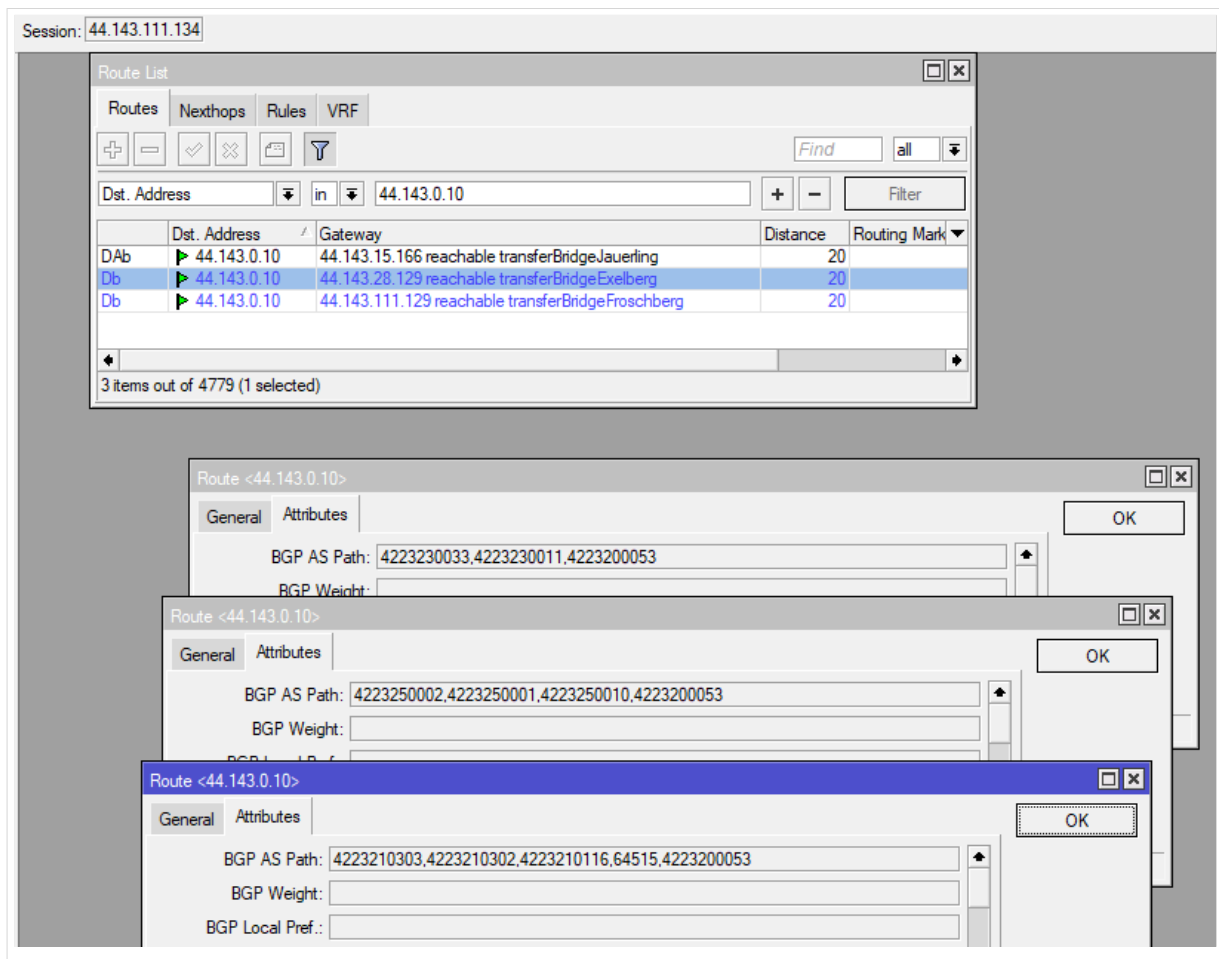 Session: 44.143.111.134
Route List
Routes Nexthops Rules VRF
Find all
Dst. Address in 44.143.0.10 + − Filter
Dst. Address Gateway Distance Routing Mark
DAb 44.143.0.10 44.143.15.166 reachable transferBridgeJauerling 20
Db 44.143.0.10 44.143.28.129 reachable transferBridgeExelberg 20
Db 44.143.0.10 44.143.111.129 reachable transferBridgeFroschberg 20
3 items out of 4779 (1 selected)
Route <44.143.0.10>
General Attributes OK
BGP AS Path: 4223230033,4223230011,4223200053
BGP Weight:
Route <44.143.0.10>
General Attributes OK
BGP AS Path: 4223250002,4223250001,4223250010,4223200053
BGP Weight:
Route <44.143.0.10>
General Attributes OK
BGP AS Path: 4223210303,4223210302,4223210116,64515,4223200053
BGP Weight:
BGP Local Pref.: